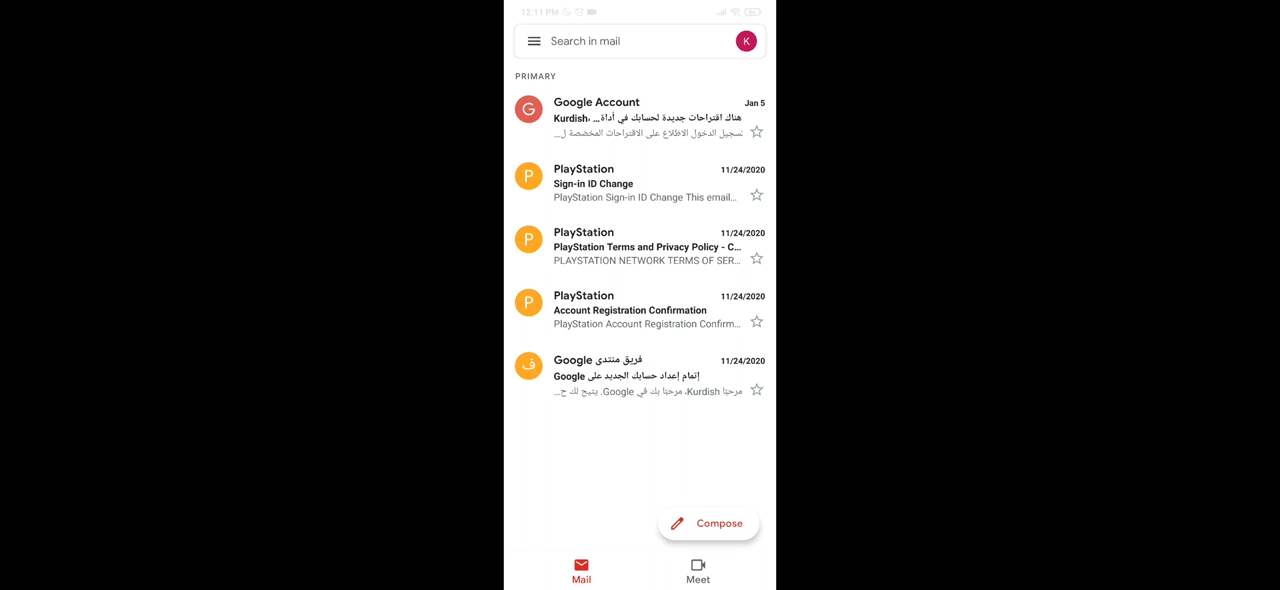 12:11 PM
Search in mail
K
PRIMARY
G
Google Account
Jan 5
Kurdish، هناك اقتراحات جديدة لحسابك في أداة...
تسجيل الدخول الاطلاع على الاقتراحات المخصصة ل...
P
PlayStation
11/24/2020
Sign-in ID Change
PlayStation Sign-in ID Change This email...
P
PlayStation
11/24/2020
PlayStation Terms and Privacy Policy - C...
PLAYSTATION NETWORK TERMS OF SER...
P
PlayStation
11/24/2020
Account Registration Confirmation
PlayStation Account Registration Confirm...
ف
فريق منتدى Google
11/24/2020
إتمام إعداد حسابك الجديد على Google
مرحبًا Kurdish، مرحبًا بك في Google. يتيح لك ح...
Compose
Mail
Meet